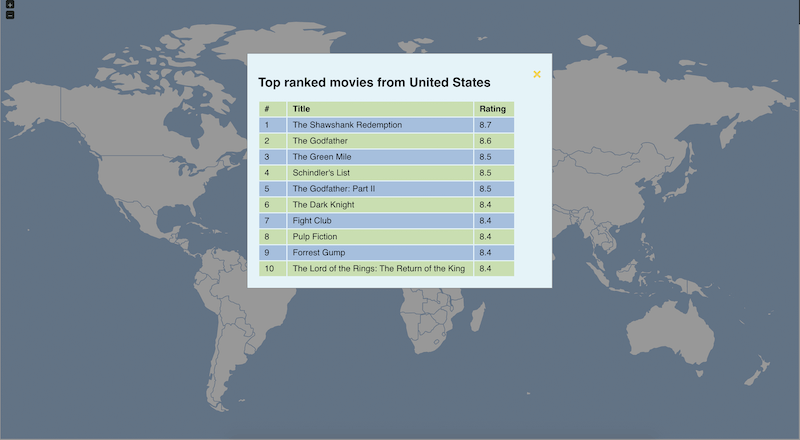 +
−
Top ranked movies from United States
×
# Title Rating
1 The Shawshank Redemption 8.7
2 The Godfather 8.6
3 The Green Mile 8.5
4 Schindler's List 8.5
5 The Godfather: Part II 8.5
6 The Dark Knight 8.4
7 Fight Club 8.4
8 Pulp Fiction 8.4
9 Forrest Gump 8.4
10 The Lord of the Rings: The Return of the King 8.4